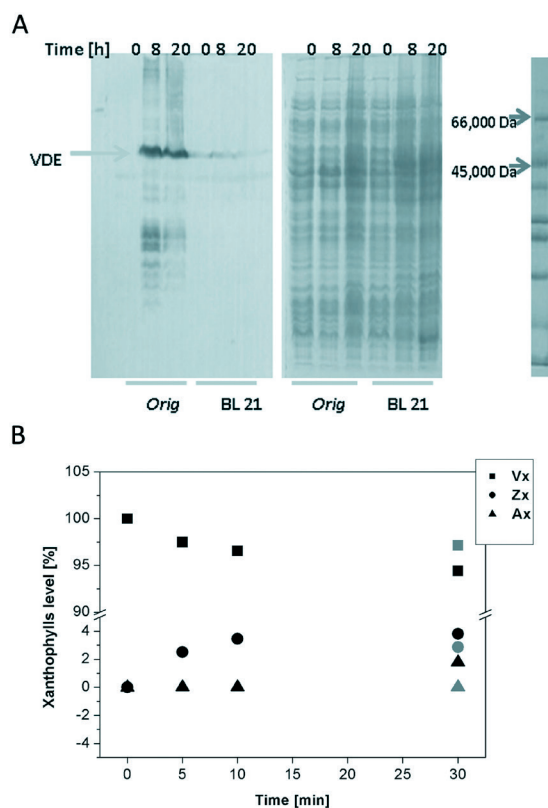 A
Time [h] 0 8 20 0 8 20 0 8 20 0 8 20
66,000 Da
VDE
45,000 Da
Orig BL 21 Orig BL 21
B
105
100
95
90
4
2
0
-2
-4
Xanthophylls level [%]
Vx
Zx
Ax
0 5 10 15 20 25 30
Time [min]